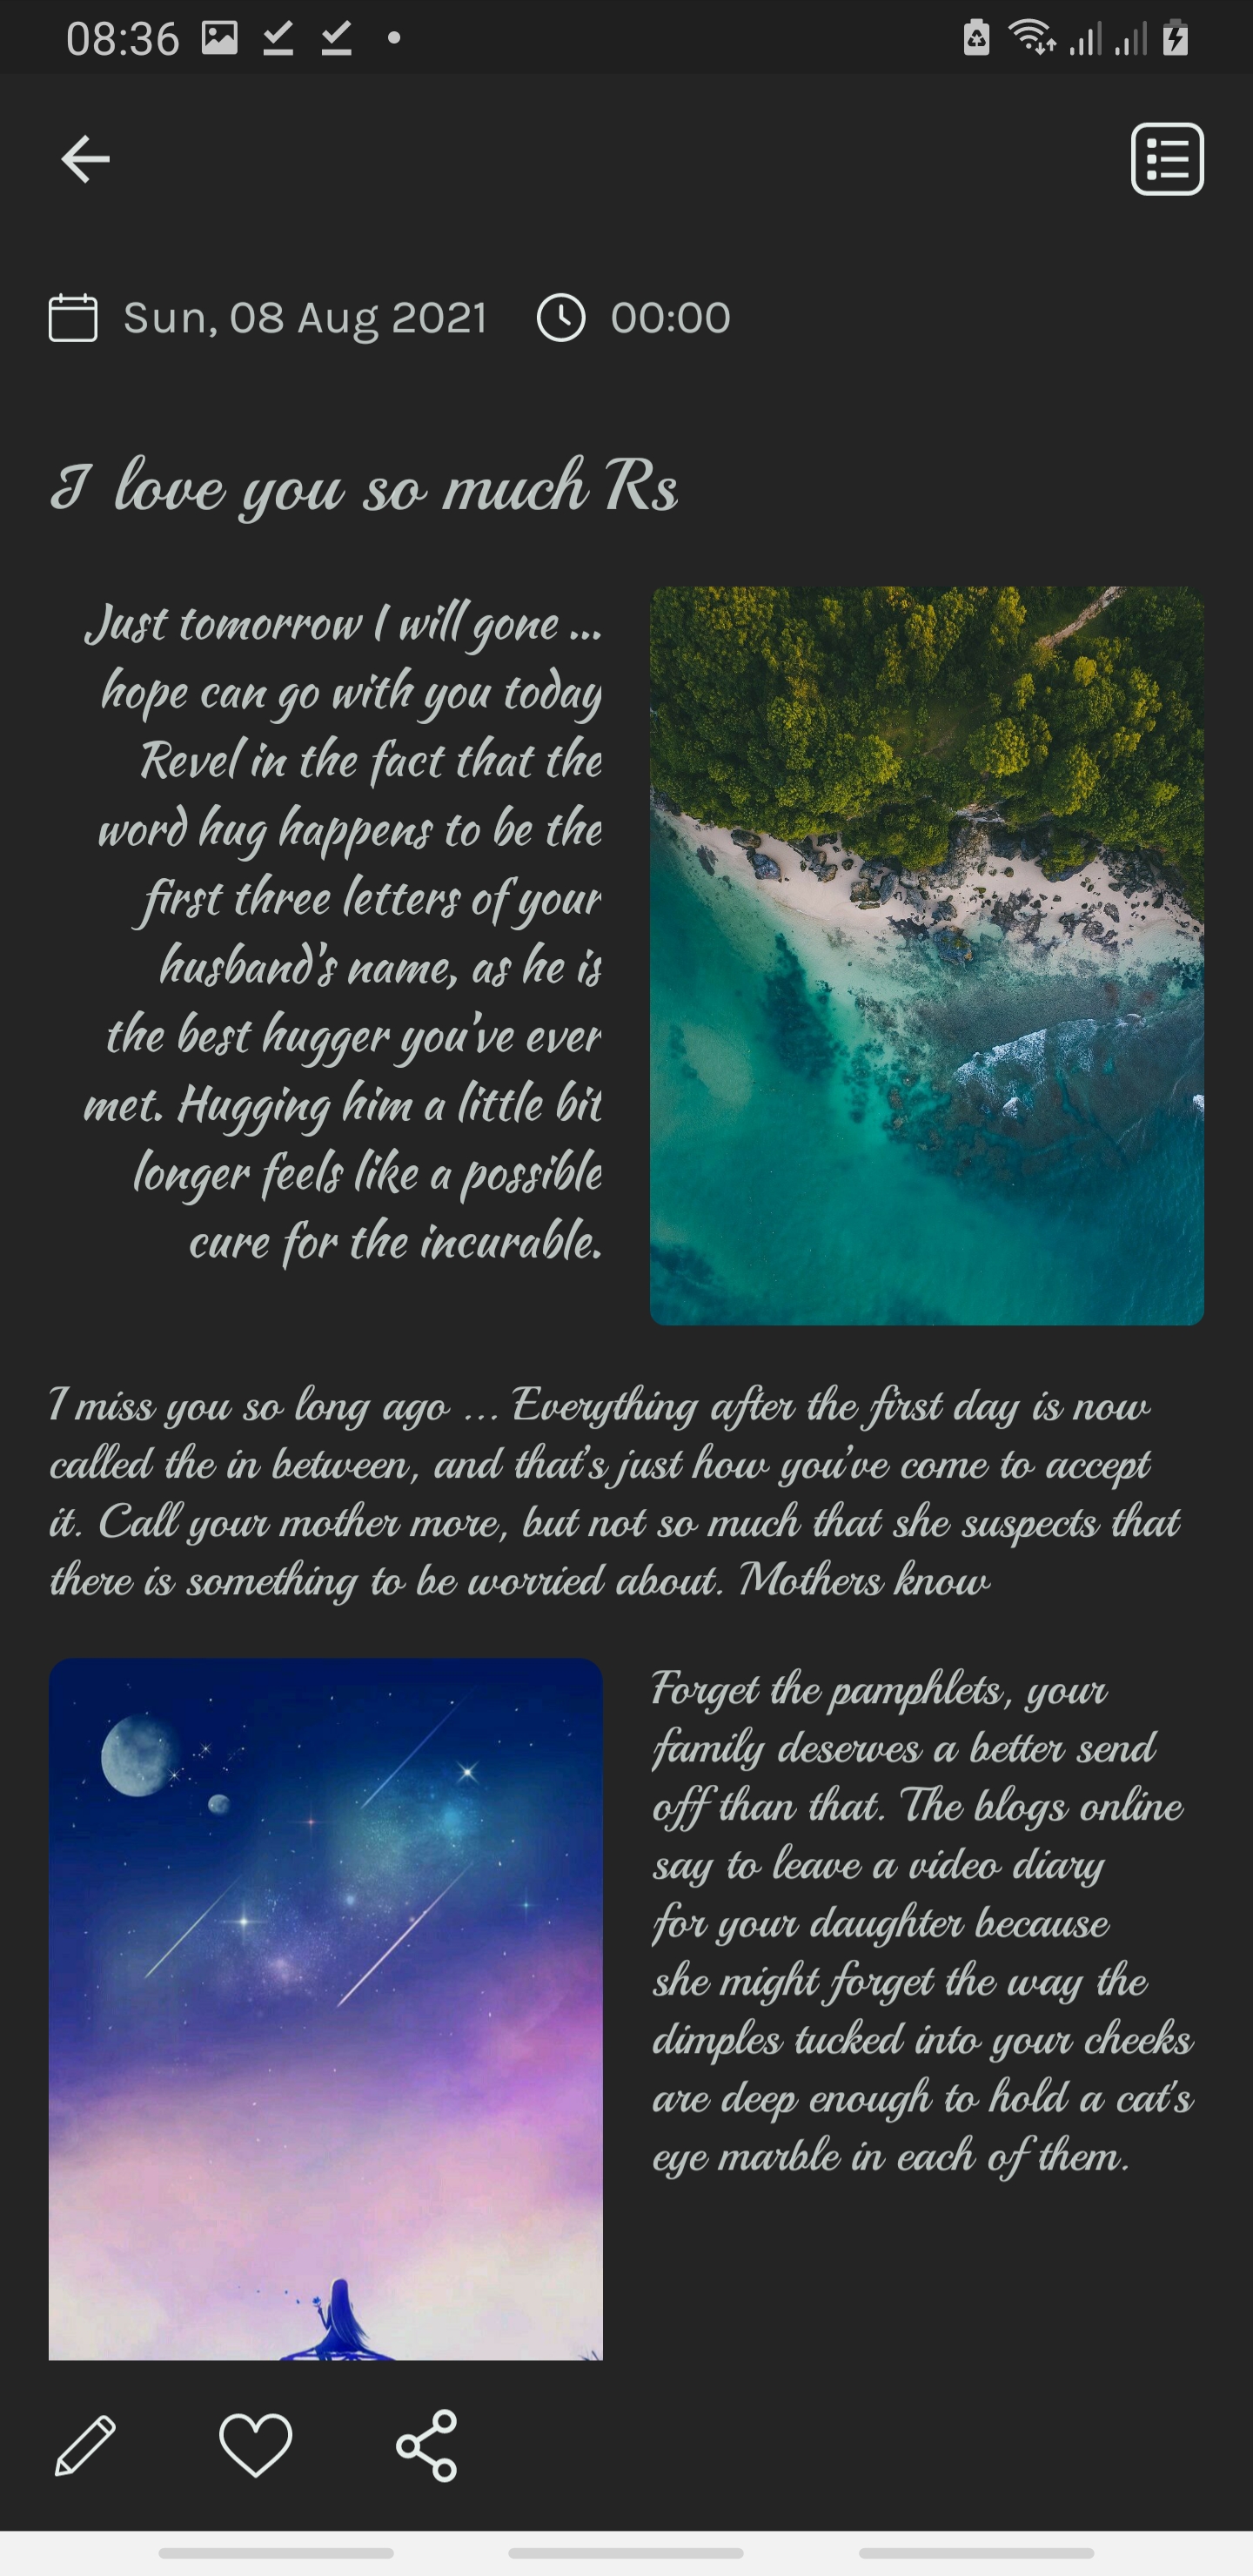 08:36
Sun, 08 Aug 2021 00:00
I love you so much Rs
Just tomorrow I will gone ...
hope can go with you today
Revel in the fact that the
word hug happens to be the
first three letters of your
husband's name, as he is
the best hugger you've ever
met. Hugging him a little bit
longer feels like a possible
cure for the incurable.
I miss you so long ago ... Everything after the first day is now
called the in between, and that's just how you've come to accept
it. Call your mother more, but not so much that she suspects that
there is something to be worried about. Mothers know
Forget the pamphlets, your
family deserves a better send
off than that. The blogs online
say to leave a video diary
for your daughter because
she might forget the way the
dimples tucked into your cheeks
are deep enough to hold a cat's
eye marble in each of them.